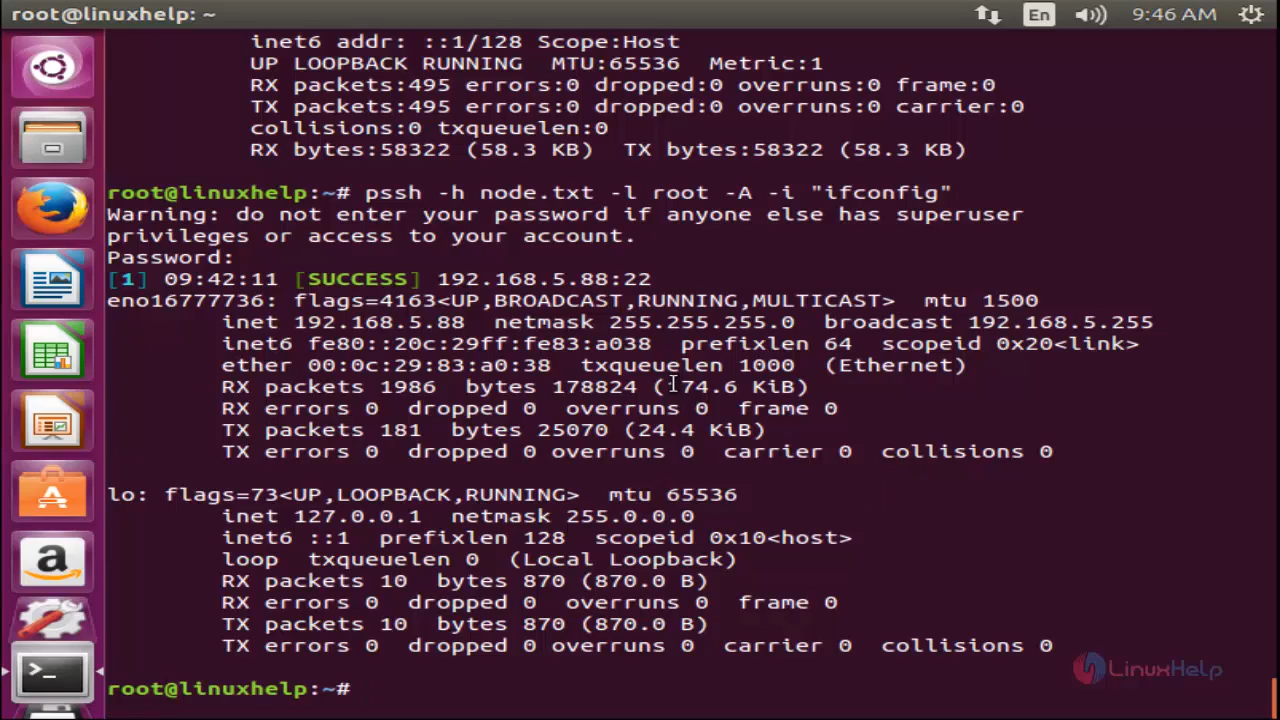 root@linuxhelp: ~
En
9:46 AM
inet6 addr: ::1/128 Scope:Host
UP LOOPBACK RUNNING  MTU:65536  Metric:1
RX packets:495 errors:0 dropped:0 overruns:0 frame:0
TX packets:495 errors:0 dropped:0 overruns:0 carrier:0
collisions:0 txqueuelen:0
RX bytes:58322 (58.3 KB)  TX bytes:58322 (58.3 KB)
root@linuxhelp:~# pssh -h node.txt -l root -A -i "ifconfig"
Warning: do not enter your password if anyone else has superuser
privileges or access to your account.
Password:
[1] 09:42:11 [SUCCESS] 192.168.5.88:22
eno16777736: flags=4163<UP,BROADCAST,RUNNING,MULTICAST>  mtu 1500
inet 192.168.5.88  netmask 255.255.255.0  broadcast 192.168.5.255
inet6 fe80::20c:29ff:fe83:a038  prefixlen 64  scopeid 0x20<link>
ether 00:0c:29:83:a0:38  txqueuelen 1000  (Ethernet)
RX packets 1986  bytes 178824 (174.6 KiB)
RX errors 0  dropped 0  overruns 0  frame 0
TX packets 181  bytes 25070 (24.4 KiB)
TX errors 0  dropped 0 overruns 0  carrier 0  collisions 0
lo: flags=73<UP,LOOPBACK,RUNNING>  mtu 65536
inet 127.0.0.1  netmask 255.0.0.0
inet6 ::1  prefixlen 128  scopeid 0x10<host>
loop  txqueuelen 0  (Local Loopback)
RX packets 10  bytes 870 (870.0 B)
RX errors 0  dropped 0  overruns 0  frame 0
TX packets 10  bytes 870 (870.0 B)
TX errors 0  dropped 0 overruns 0  carrier 0  collisions 0
root@linuxhelp:~#
LinuxHelp